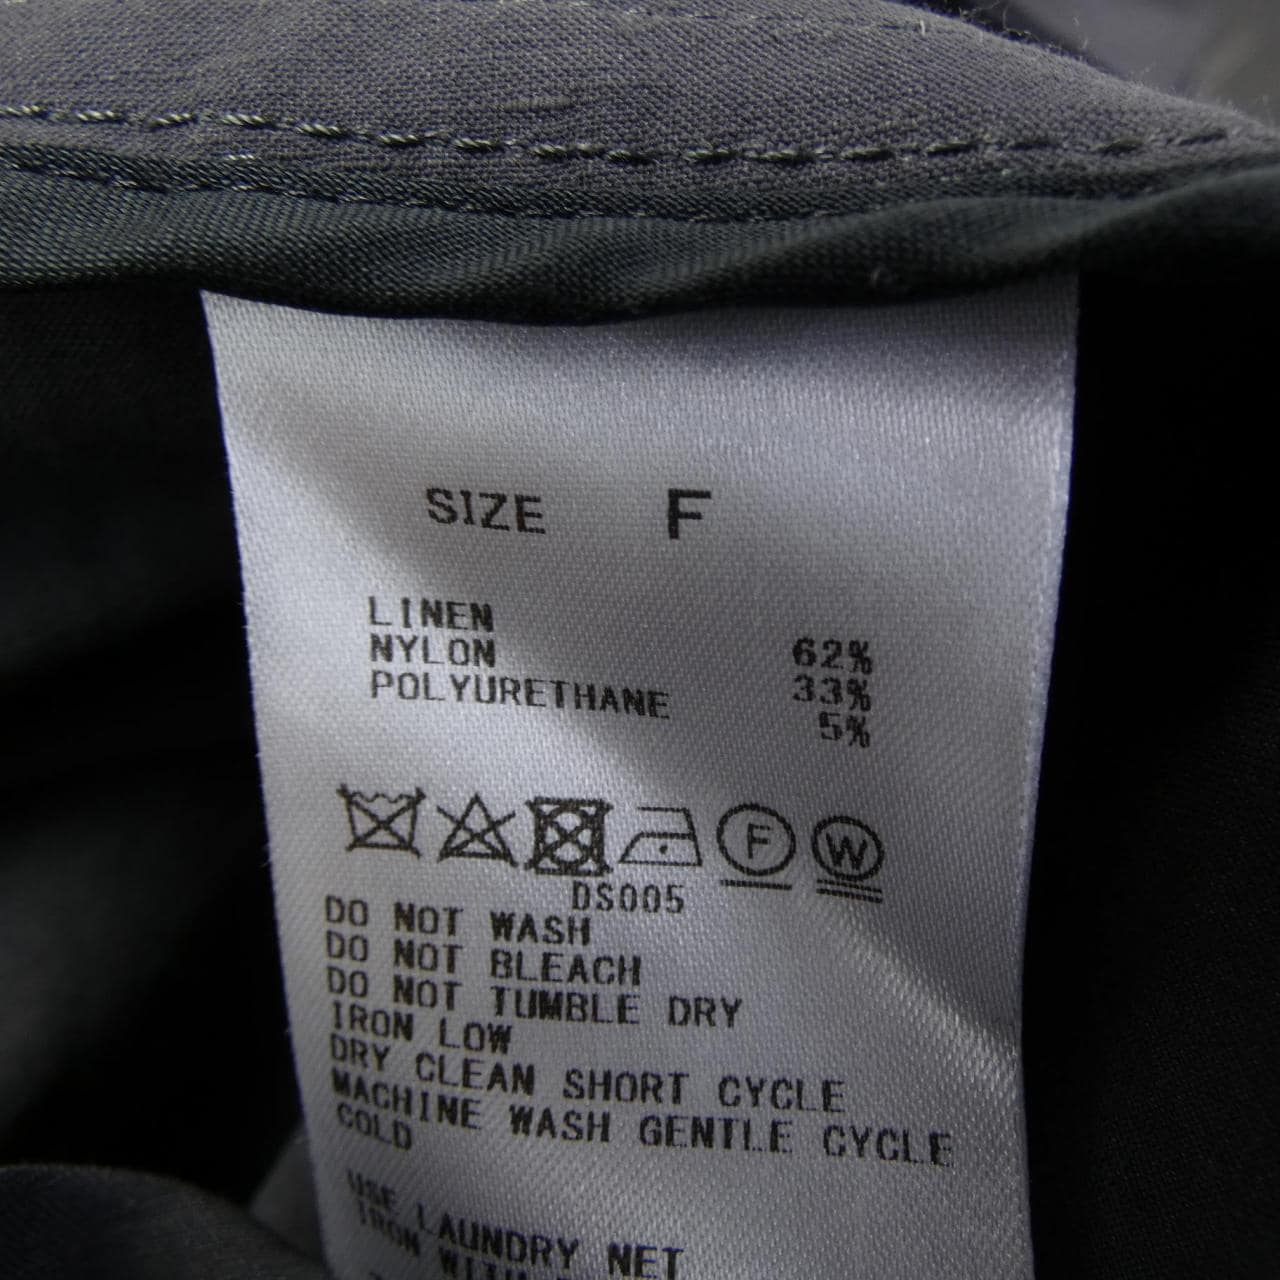 SIZE F
LINEN 62%
NYLON 33%
POLYURETHANE 5%
F W
DS005
DO NOT WASH
DO NOT BLEACH
DO NOT TUMBLE DRY
IRON LOW
DRY CLEAN SHORT CYCLE
MACHINE WASH GENTLE CYCLE
COLD
USE LAUNDRY NET
IRON